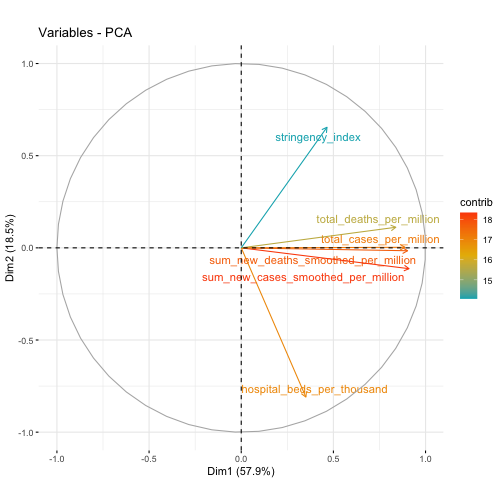 Variables - PCA
contrib
18
17
16
15
1.0
0.5
0.0
-0.5
-1.0
Dim2 (18.5%)
stringency_index
total_deaths_per_million
total_cases_per_million
sum_new_deaths_smoothed_per_million
sum_new_cases_smoothed_per_million
hospital_beds_per_thousand
-1.0
-0.5
0.0
0.5
1.0
Dim1 (57.9%)